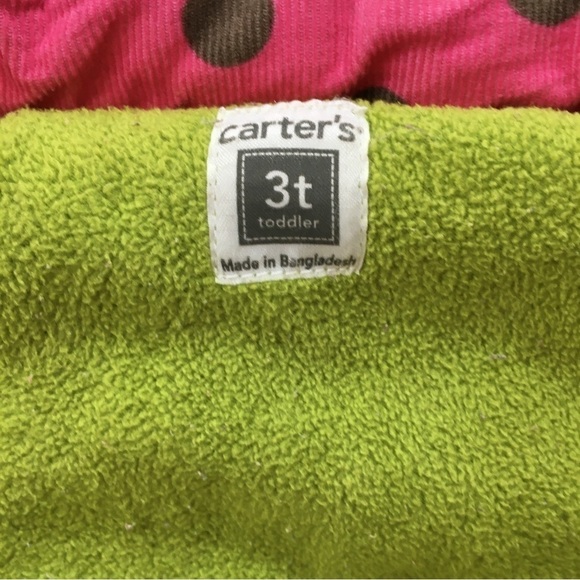 carter's
3t
toddler
Made in Bangladesh